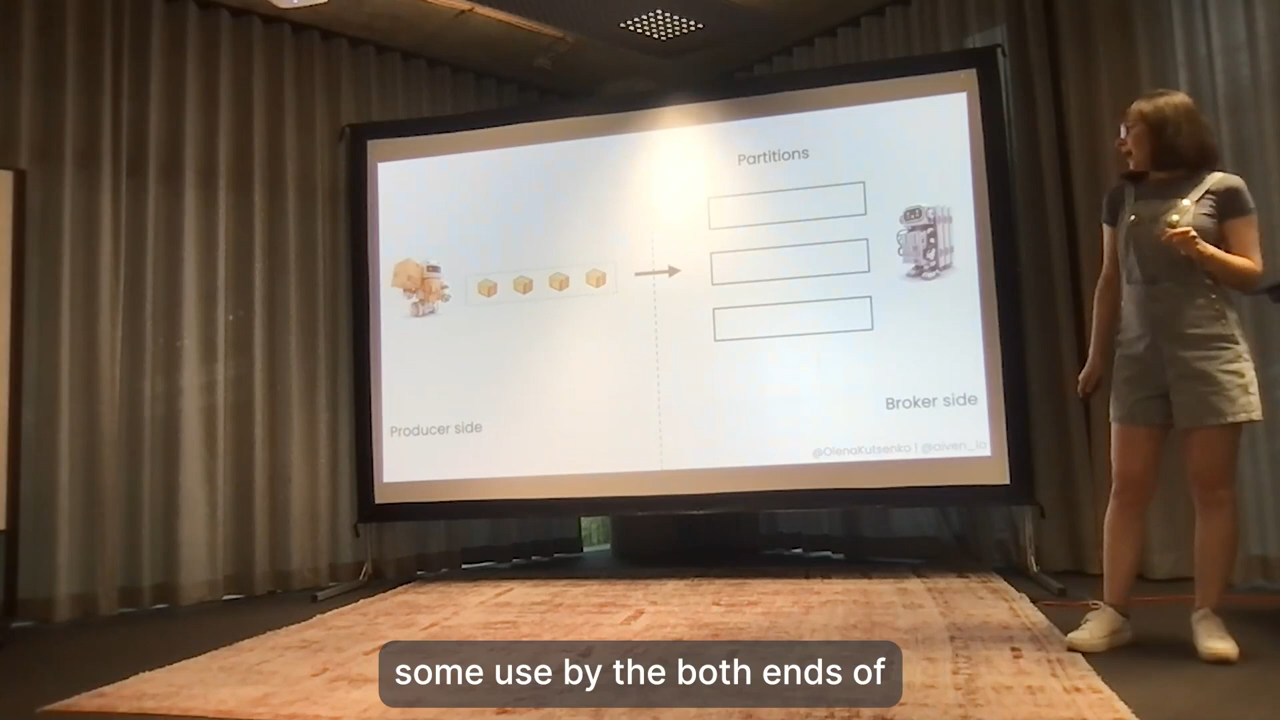 Partitions
Producer side
Broker side
@OlenaKutsenko | @aiven_io
some use by the both ends of